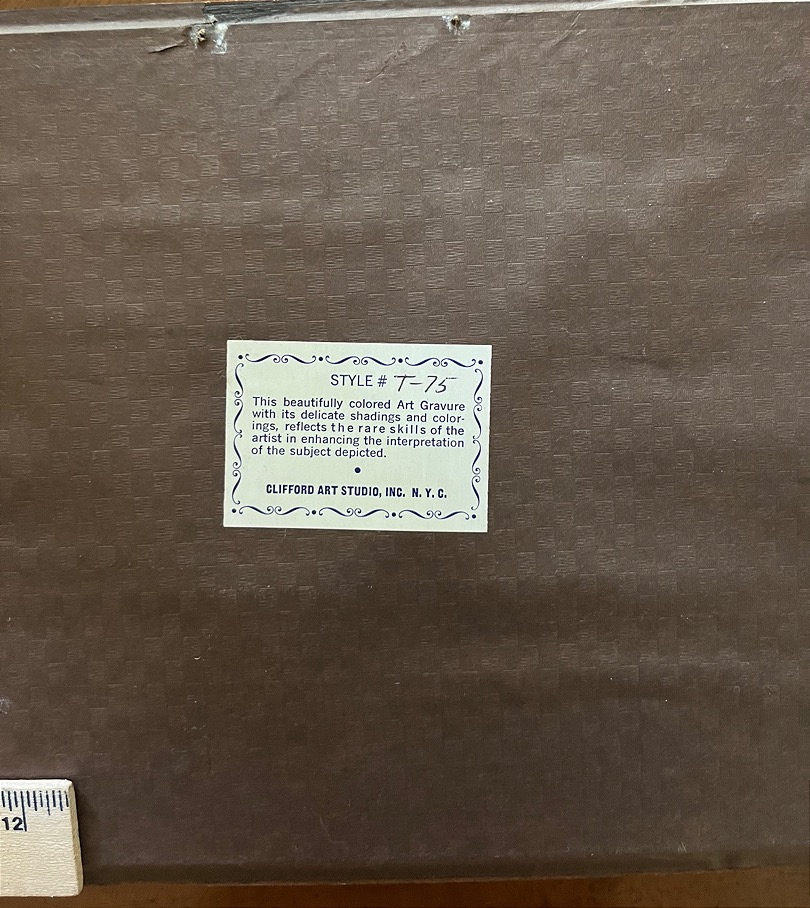 STYLE # T-75
This beautifully colored Art Gravure
with its delicate shadings and color-
ings, reflects the rare skills of the
artist in enhancing the interpretation
of the subject depicted.
CLIFFORD ART STUDIO, INC. N. Y. C.
12